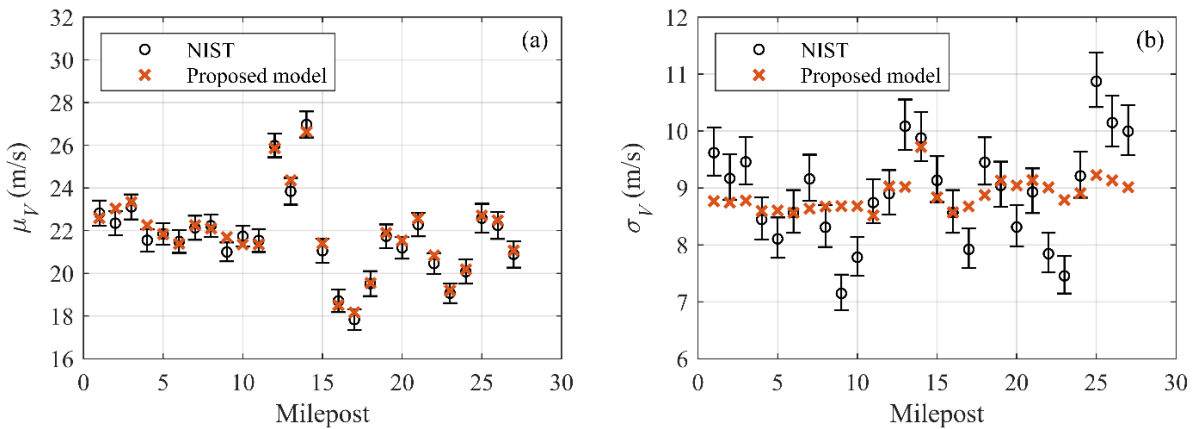 (a)
NIST
Proposed model
32
30
28
26
24
22
20
18
16
μV (m/s)
0 5 10 15 20 25 30
Milepost
(b)
NIST
Proposed model
12
11
10
9
8
7
6
σV (m/s)
0 5 10 15 20 25 30
Milepost